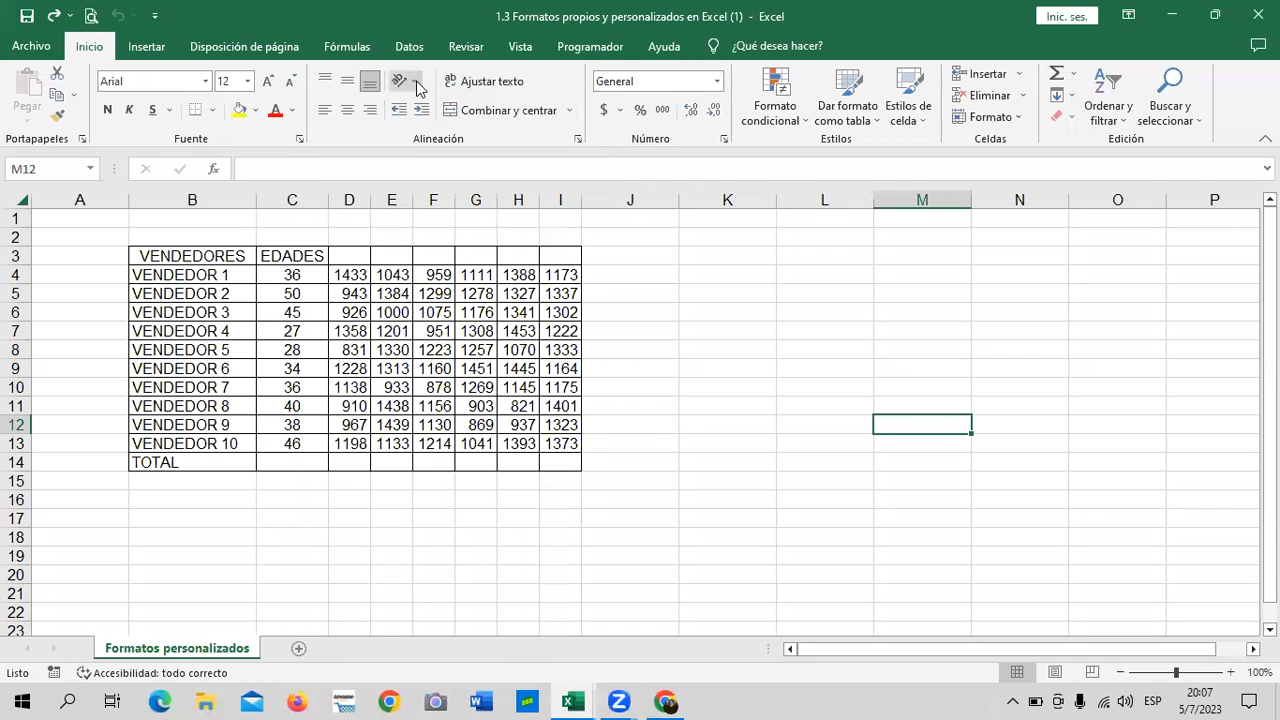 1.3 Formatos propios y personalizados en Excel (1) - Excel
Inic. ses.
Archivo Inicio Insertar Disposición de página Fórmulas Datos Revisar Vista Programador Ayuda ¿Qué desea hacer?
Pegar
Arial 12
N K S A
ab Ajustar texto
Combinar y centrar
General
$ % 000
Formato condicional
Dar formato como tabla
Estilos de celda
Insertar
Eliminar
Formato
Ordenar y filtrar
Buscar y seleccionar
Portapapeles Fuente Alineación Número Estilos Celdas Edición
M12 fx
A B C D E F G H I J K L M N O P
1
2
3 VENDEDORES EDADES
4 VENDEDOR 1 36 1433 1043 959 1111 1388 1173
5 VENDEDOR 2 50 943 1384 1299 1278 1327 1337
6 VENDEDOR 3 45 926 1000 1075 1176 1341 1302
7 VENDEDOR 4 27 1358 1201 951 1308 1453 1222
8 VENDEDOR 5 28 831 1330 1223 1257 1070 1333
9 VENDEDOR 6 34 1228 1313 1160 1451 1445 1164
10 VENDEDOR 7 36 1138 933 878 1269 1145 1175
11 VENDEDOR 8 40 910 1438 1156 903 821 1401
12 VENDEDOR 9 38 967 1439 1130 869 937 1323
13 VENDEDOR 10 46 1198 1133 1214 1041 1393 1373
14 TOTAL
15
16
17
18
19
20
21
22
23
Formatos personalizados
Listo Accesibilidad: todo correcto 100%
ESP
20:07
5/7/2023